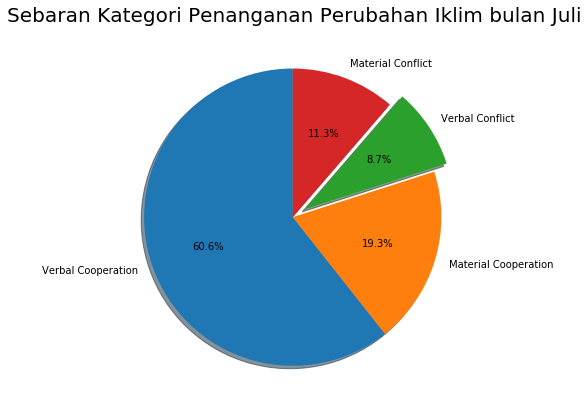 Sebaran Kategori Penanganan Perubahan Iklim bulan Juli
Material Conflict
11.3%
Verbal Conflict
8.7%
60.6%
19.3%
Verbal Cooperation
Material Cooperation